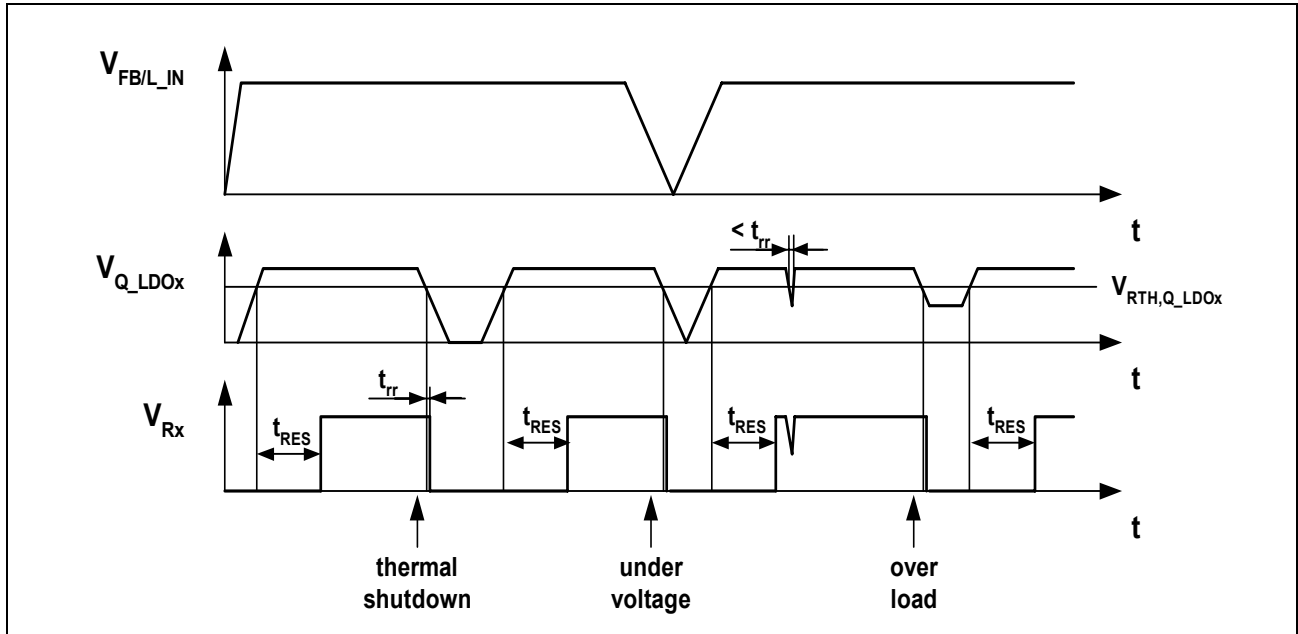 V_FB/L_IN
t
< t_rr
V_Q_LDOx
V_RTH,Q_LDOx
t
t_rr
V_Rx
t_RES
t_RES
t_RES
t_RES
t
thermal
shutdown
under
voltage
over
load